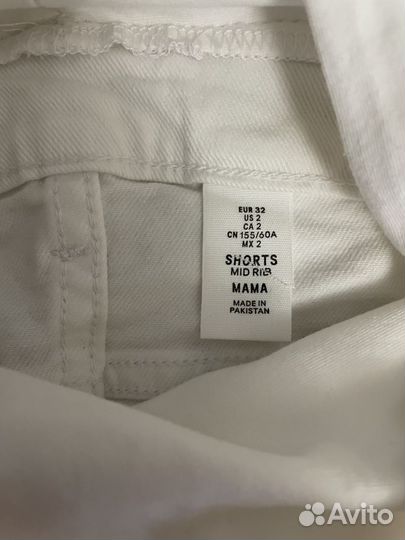 EUR 32
US 2
CA 2
CN 155/60A
MX 2
SHORTS
MID RIB
MAMA
MADE IN
PAKISTAN
Avito